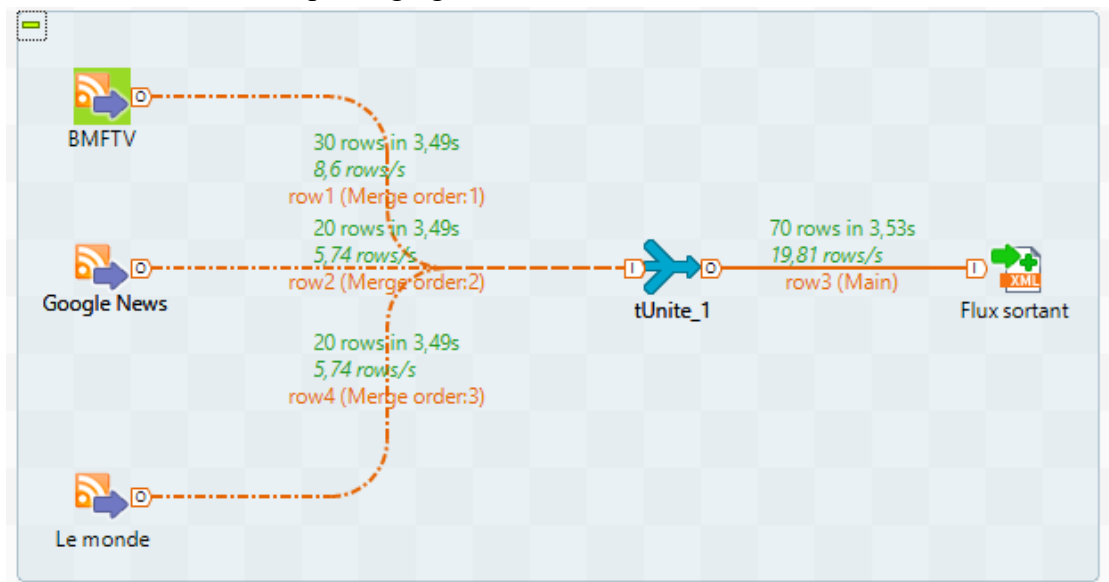 BMFTV
30 rows in 3,49s
8,6 rows/s
row1 (Merge order:1)
20 rows in 3,49s
5,74 rows/s
row2 (Merge order:2)
Google News
20 rows in 3,49s
5,74 rows/s
row4 (Merge order:3)
Le monde
tUnite_1
70 rows in 3,53s
19,81 rows/s
row3 (Main)
XML
Flux sortant
O
O
O
I
O
I